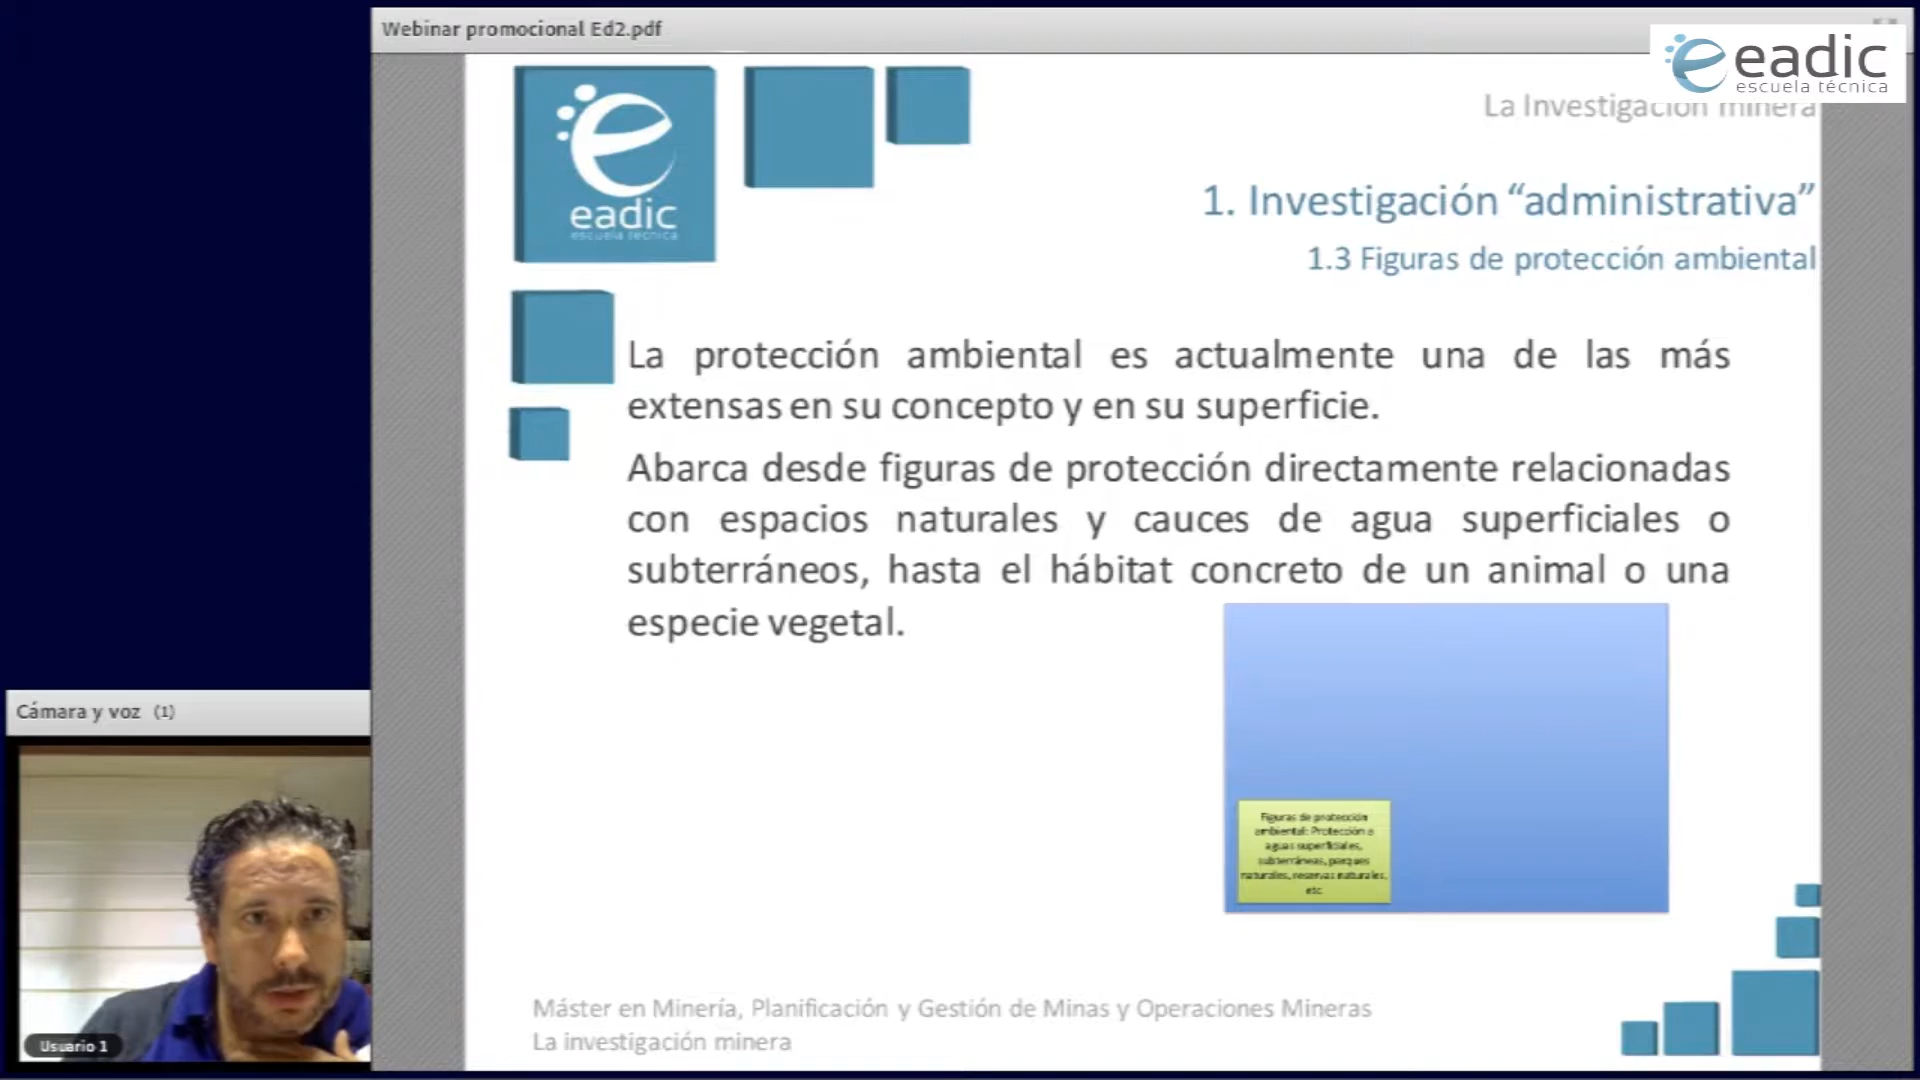 Webinar promocional Ed2.pdf
eadic
escuela técnica
La Investigación minera
eadic
escuela técnica
1. Investigación “administrativa”
1.3 Figuras de protección ambiental
La protección ambiental es actualmente una de las más
extensas en su concepto y en su superficie.
Abarca desde figuras de protección directamente relacionadas
con espacios naturales y cauces de agua superficiales o
subterráneos, hasta el hábitat concreto de un animal o una
especie vegetal.
Figuras de protección
ambiental: Protección a
aguas superficiales,
subterráneas, parques
naturales, reservas naturales,
etc
Cámara y voz (1)
Usuario 1
Máster en Minería, Planificación y Gestión de Minas y Operaciones Mineras
La investigación minera